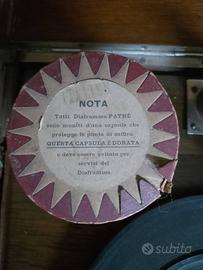 NOTA
Tutti Diaframma PATHÉ
sono muniti d'una capsula che
protegge la punta di zaffiro
QUESTA CAPSULA È DORATA
e deve essere gettata per
servirsi del
Diaframma
subito